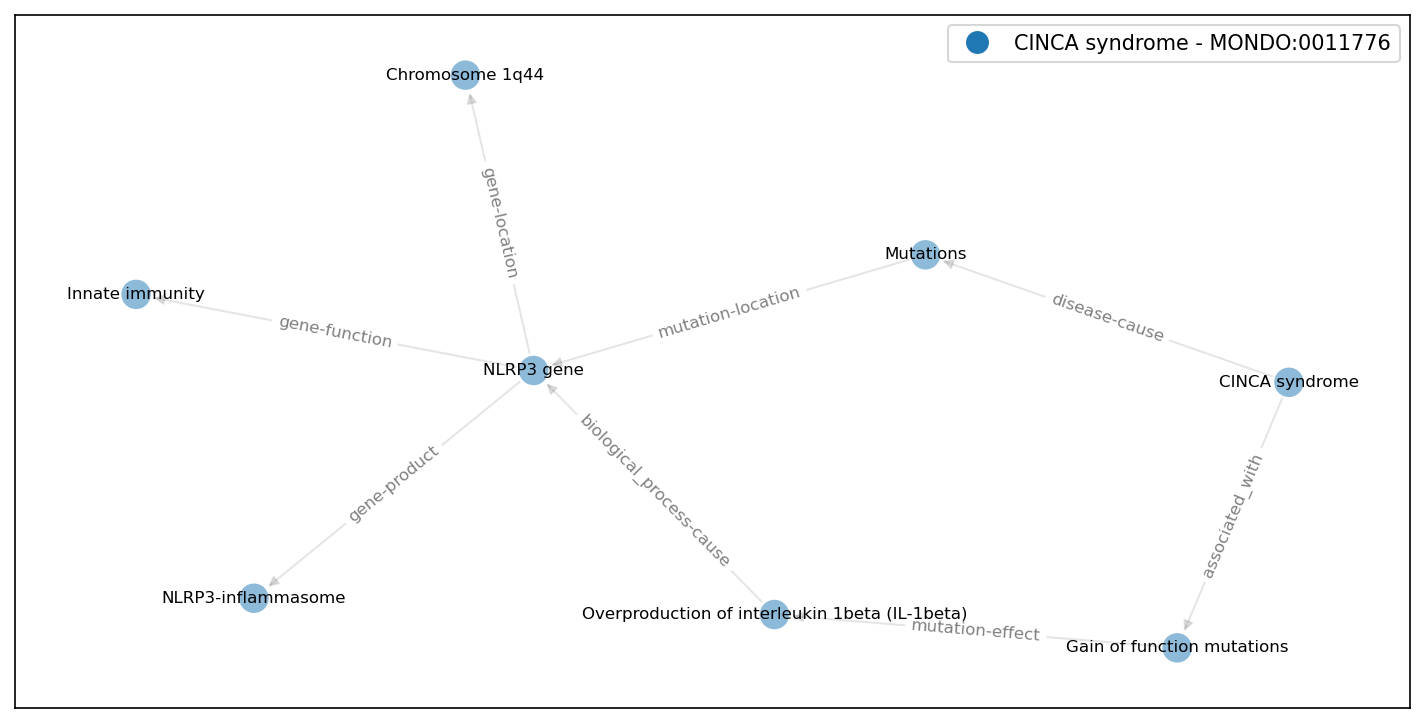 CINCA syndrome - MONDO:0011776
Chromosome 1q44
gene-location
Mutations
Innate immunity
mutation-location
disease-cause
gene-function
NLRP3 gene
CINCA syndrome
biological_process-cause
gene-product
associated_with
NLRP3-inflammasome
Overproduction of interleukin 1beta (IL-1beta)
mutation-effect
Gain of function mutations